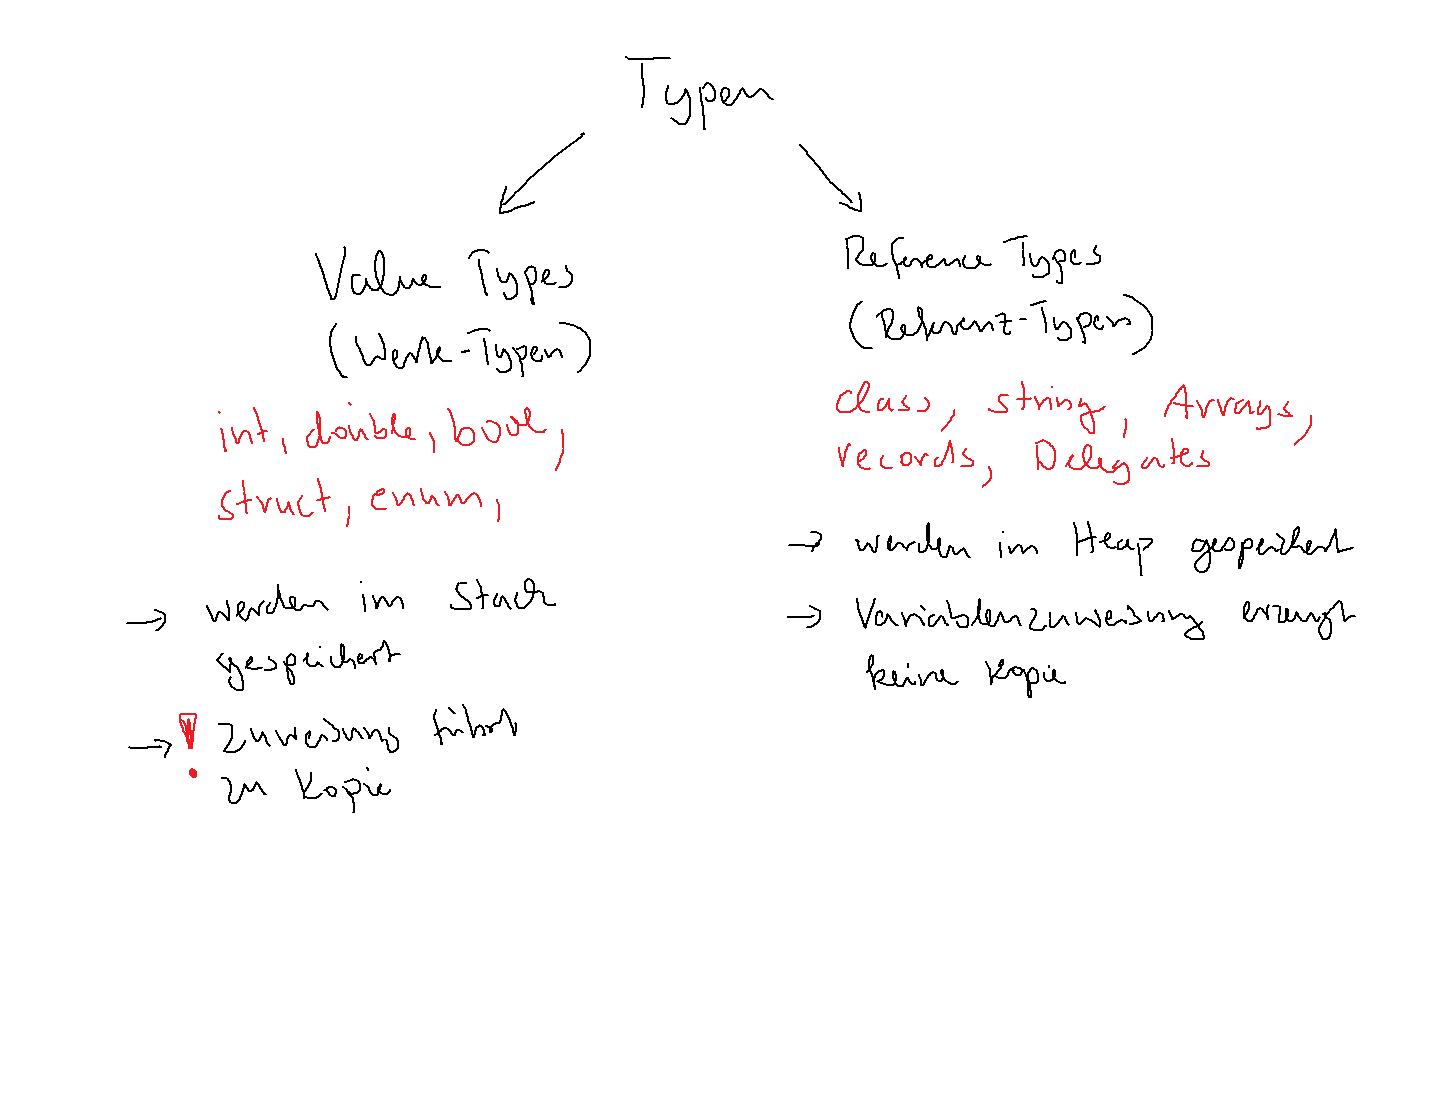 Typen
Value Types
(Werte-Typen)
int, double, bool,
struct, enum,
→ werden im Stack
gespeichert
→ ! Zuweisung führt
zu Kopie
Reference Types
(Referenz-Typen)
class, string, Arrays,
records, Delegates
→ werden im Heap gespeichert
→ Variablenzuweisung erzeugt
keine Kopie